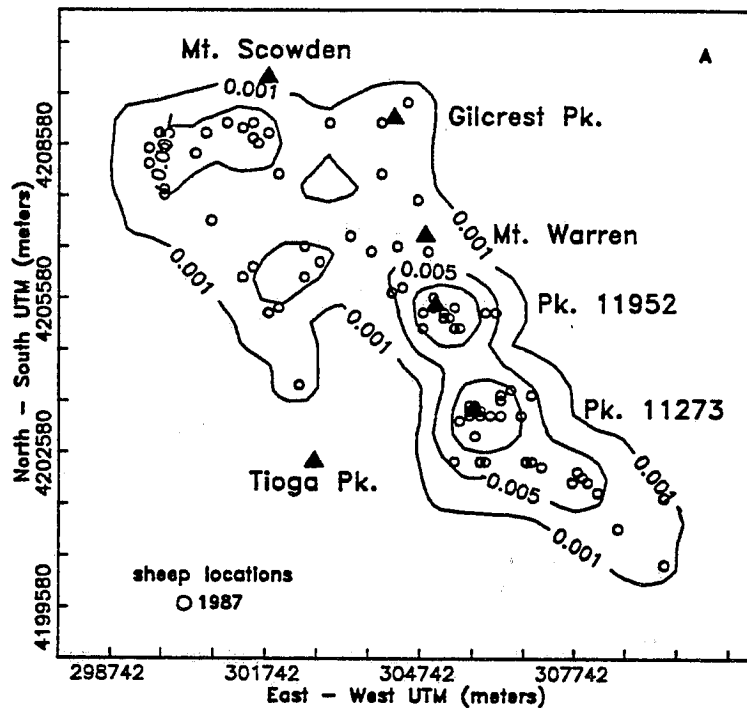 A
Mt. Scowden
0.001
Gilcrest Pk.
0.005
Mt. Warren
0.001
0.005
0.001
Pk. 11952
0.001
Pk. 11273
Tioga Pk.
0.005
0.001
0.001
sheep locations
1987
North - South UTM (meters)
4208580
4205580
4202580
4199580
298742
301742
304742
307742
East - West UTM (meters)